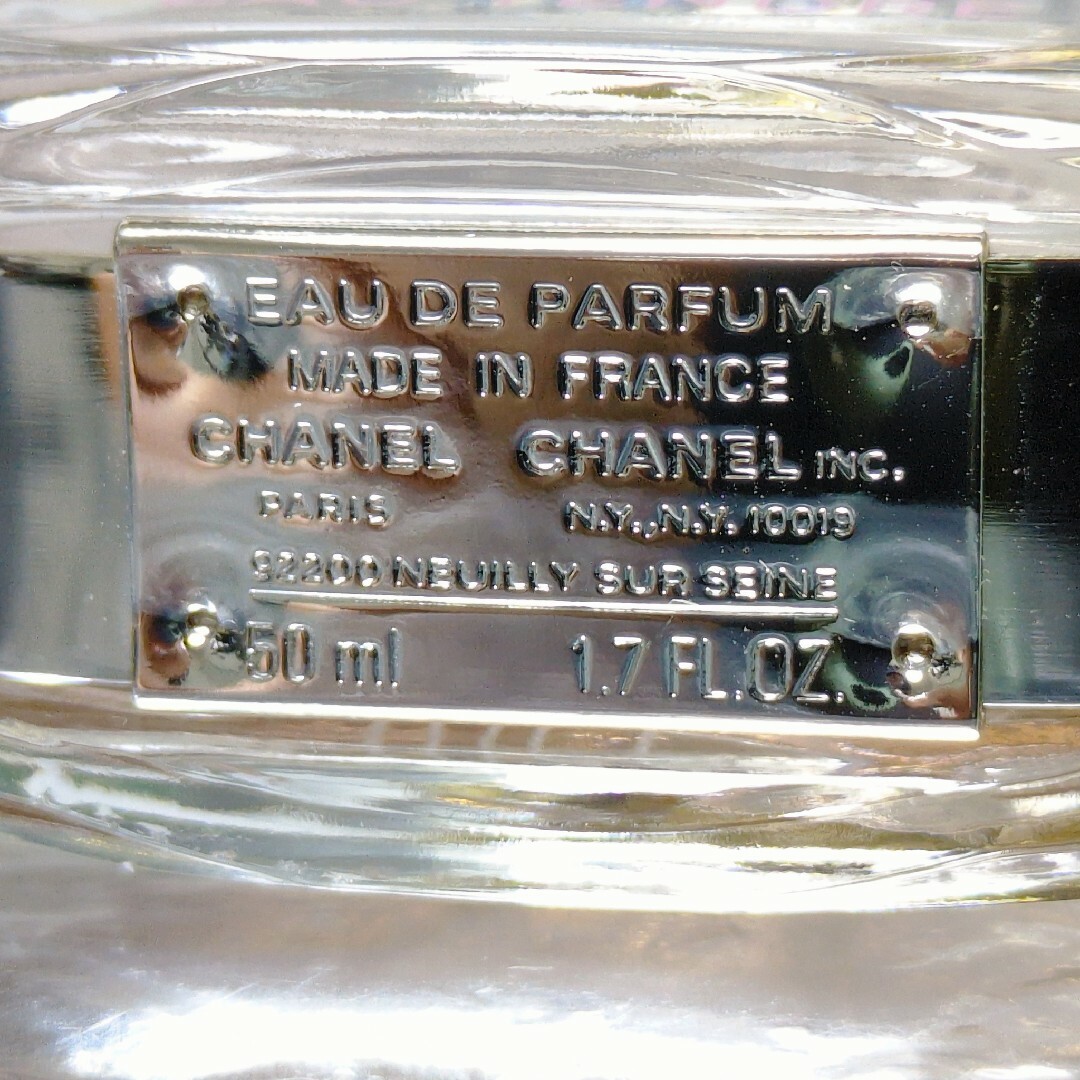 EAU DE PARFUM
MADE IN FRANCE
CHANEL CHANEL INC.
PARIS N.Y., N.Y. 10019
92200 NEUILLY SUR SEINE
50 ml 1.7 FL.OZ.